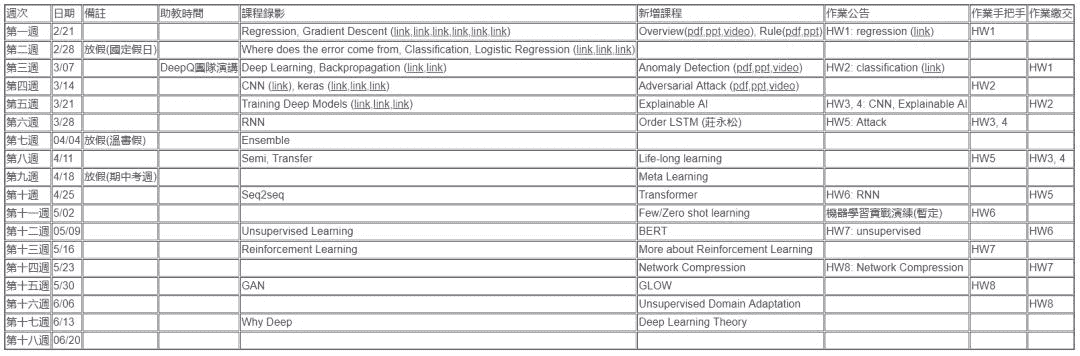 週次 日期 備註 助教時間 課程錄影 新增課程 作業公告 作業手把手 作業繳交
第一週 2/21 Regression, Gradient Descent (link,link,link,link,link,link) Overview(pdf,ppt,video), Rule(pdf,ppt) HW1: regression (link) HW1
第二週 2/28 放假(國定假日) Where does the error come from, Classification, Logistic Regression (link,link,link)
第三週 3/07 DeepQ團隊演講 Deep Learning, Backpropagation (link,link) Anomaly Detection (pdf,ppt,video) HW2: classification (link) HW1
第四週 3/14 CNN (link), keras (link,link,link) Adversarial Attack (pdf,ppt,video) HW2
第五週 3/21 Training Deep Models (link,link,link) Explainable AI HW3, 4: CNN, Explainable AI HW2
第六週 3/28 RNN Order LSTM (莊永松) HW5: Attack HW3, 4
第七週 04/04 放假(溫書假) Ensemble
第八週 4/11 Semi, Transfer Life-long learning HW5 HW3, 4
第九週 4/18 放假(期中考週) Meta Learning
第十週 4/25 Seq2seq Transformer HW6: RNN HW5
第十一週 5/02 Few/Zero shot learning 機器學習實戰演練(暫定) HW6
第十二週 05/09 Unsupervised Learning BERT HW7: unsupervised HW6
第十三週 5/16 Reinforcement Learning More about Reinforcement Learning HW7
第十四週 5/23 Network Compression HW8: Network Compression HW7
第十五週 5/30 GAN GLOW HW8
第十六週 6/06 Unsupervised Domain Adaptation HW8
第十七週 6/13 Why Deep Deep Learning Theory
第十八週 06/20